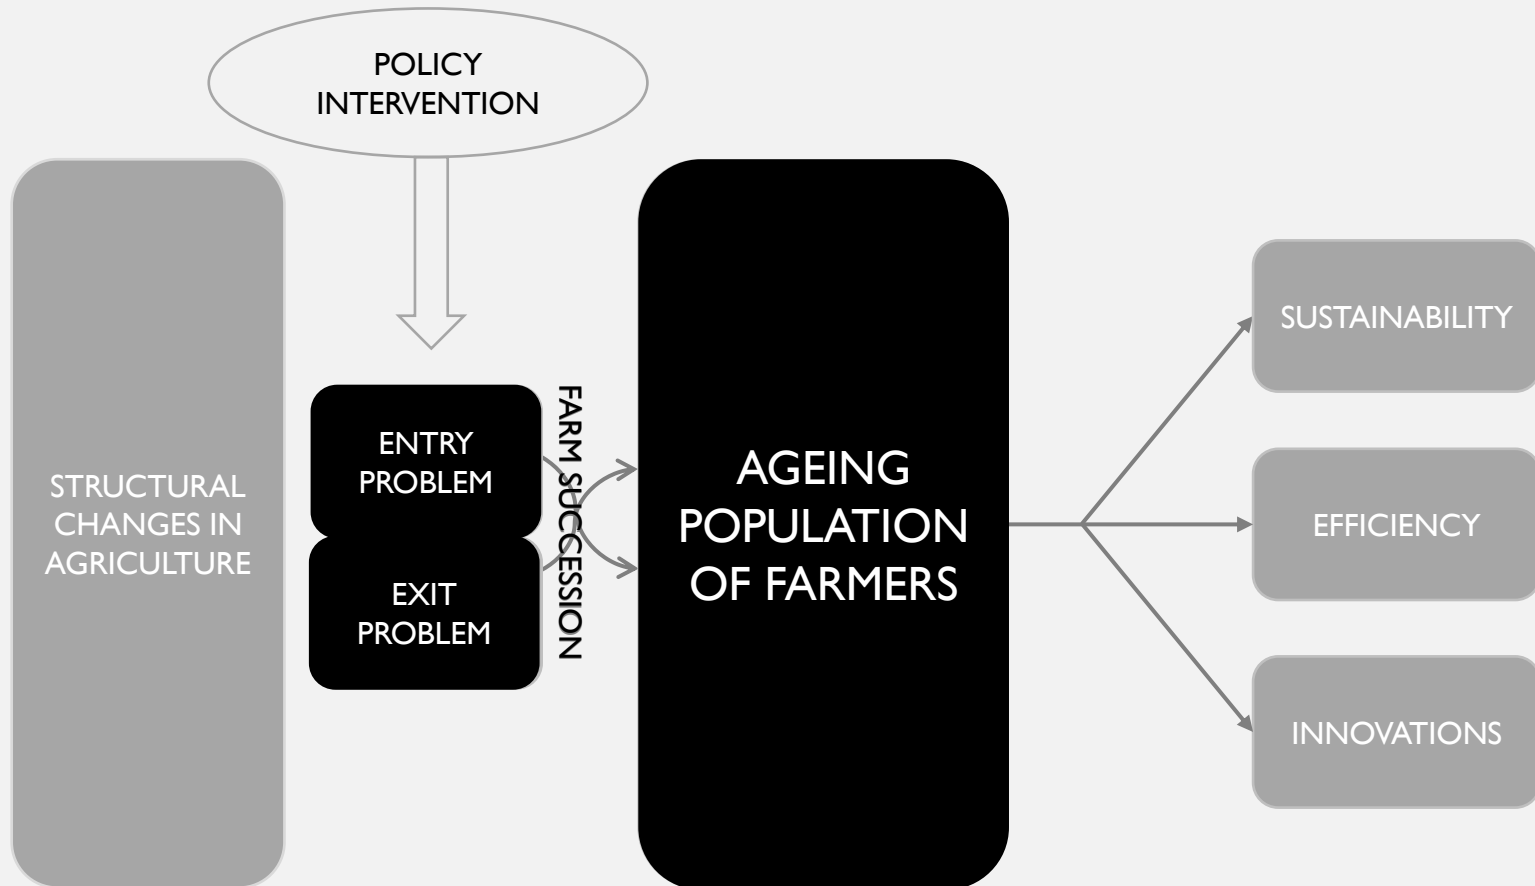 POLICY
INTERVENTION
STRUCTURAL
CHANGES IN
AGRICULTURE
ENTRY
PROBLEM
EXIT
PROBLEM
FARM SUCCESSION
AGEING
POPULATION
OF FARMERS
SUSTAINABILITY
EFFICIENCY
INNOVATIONS